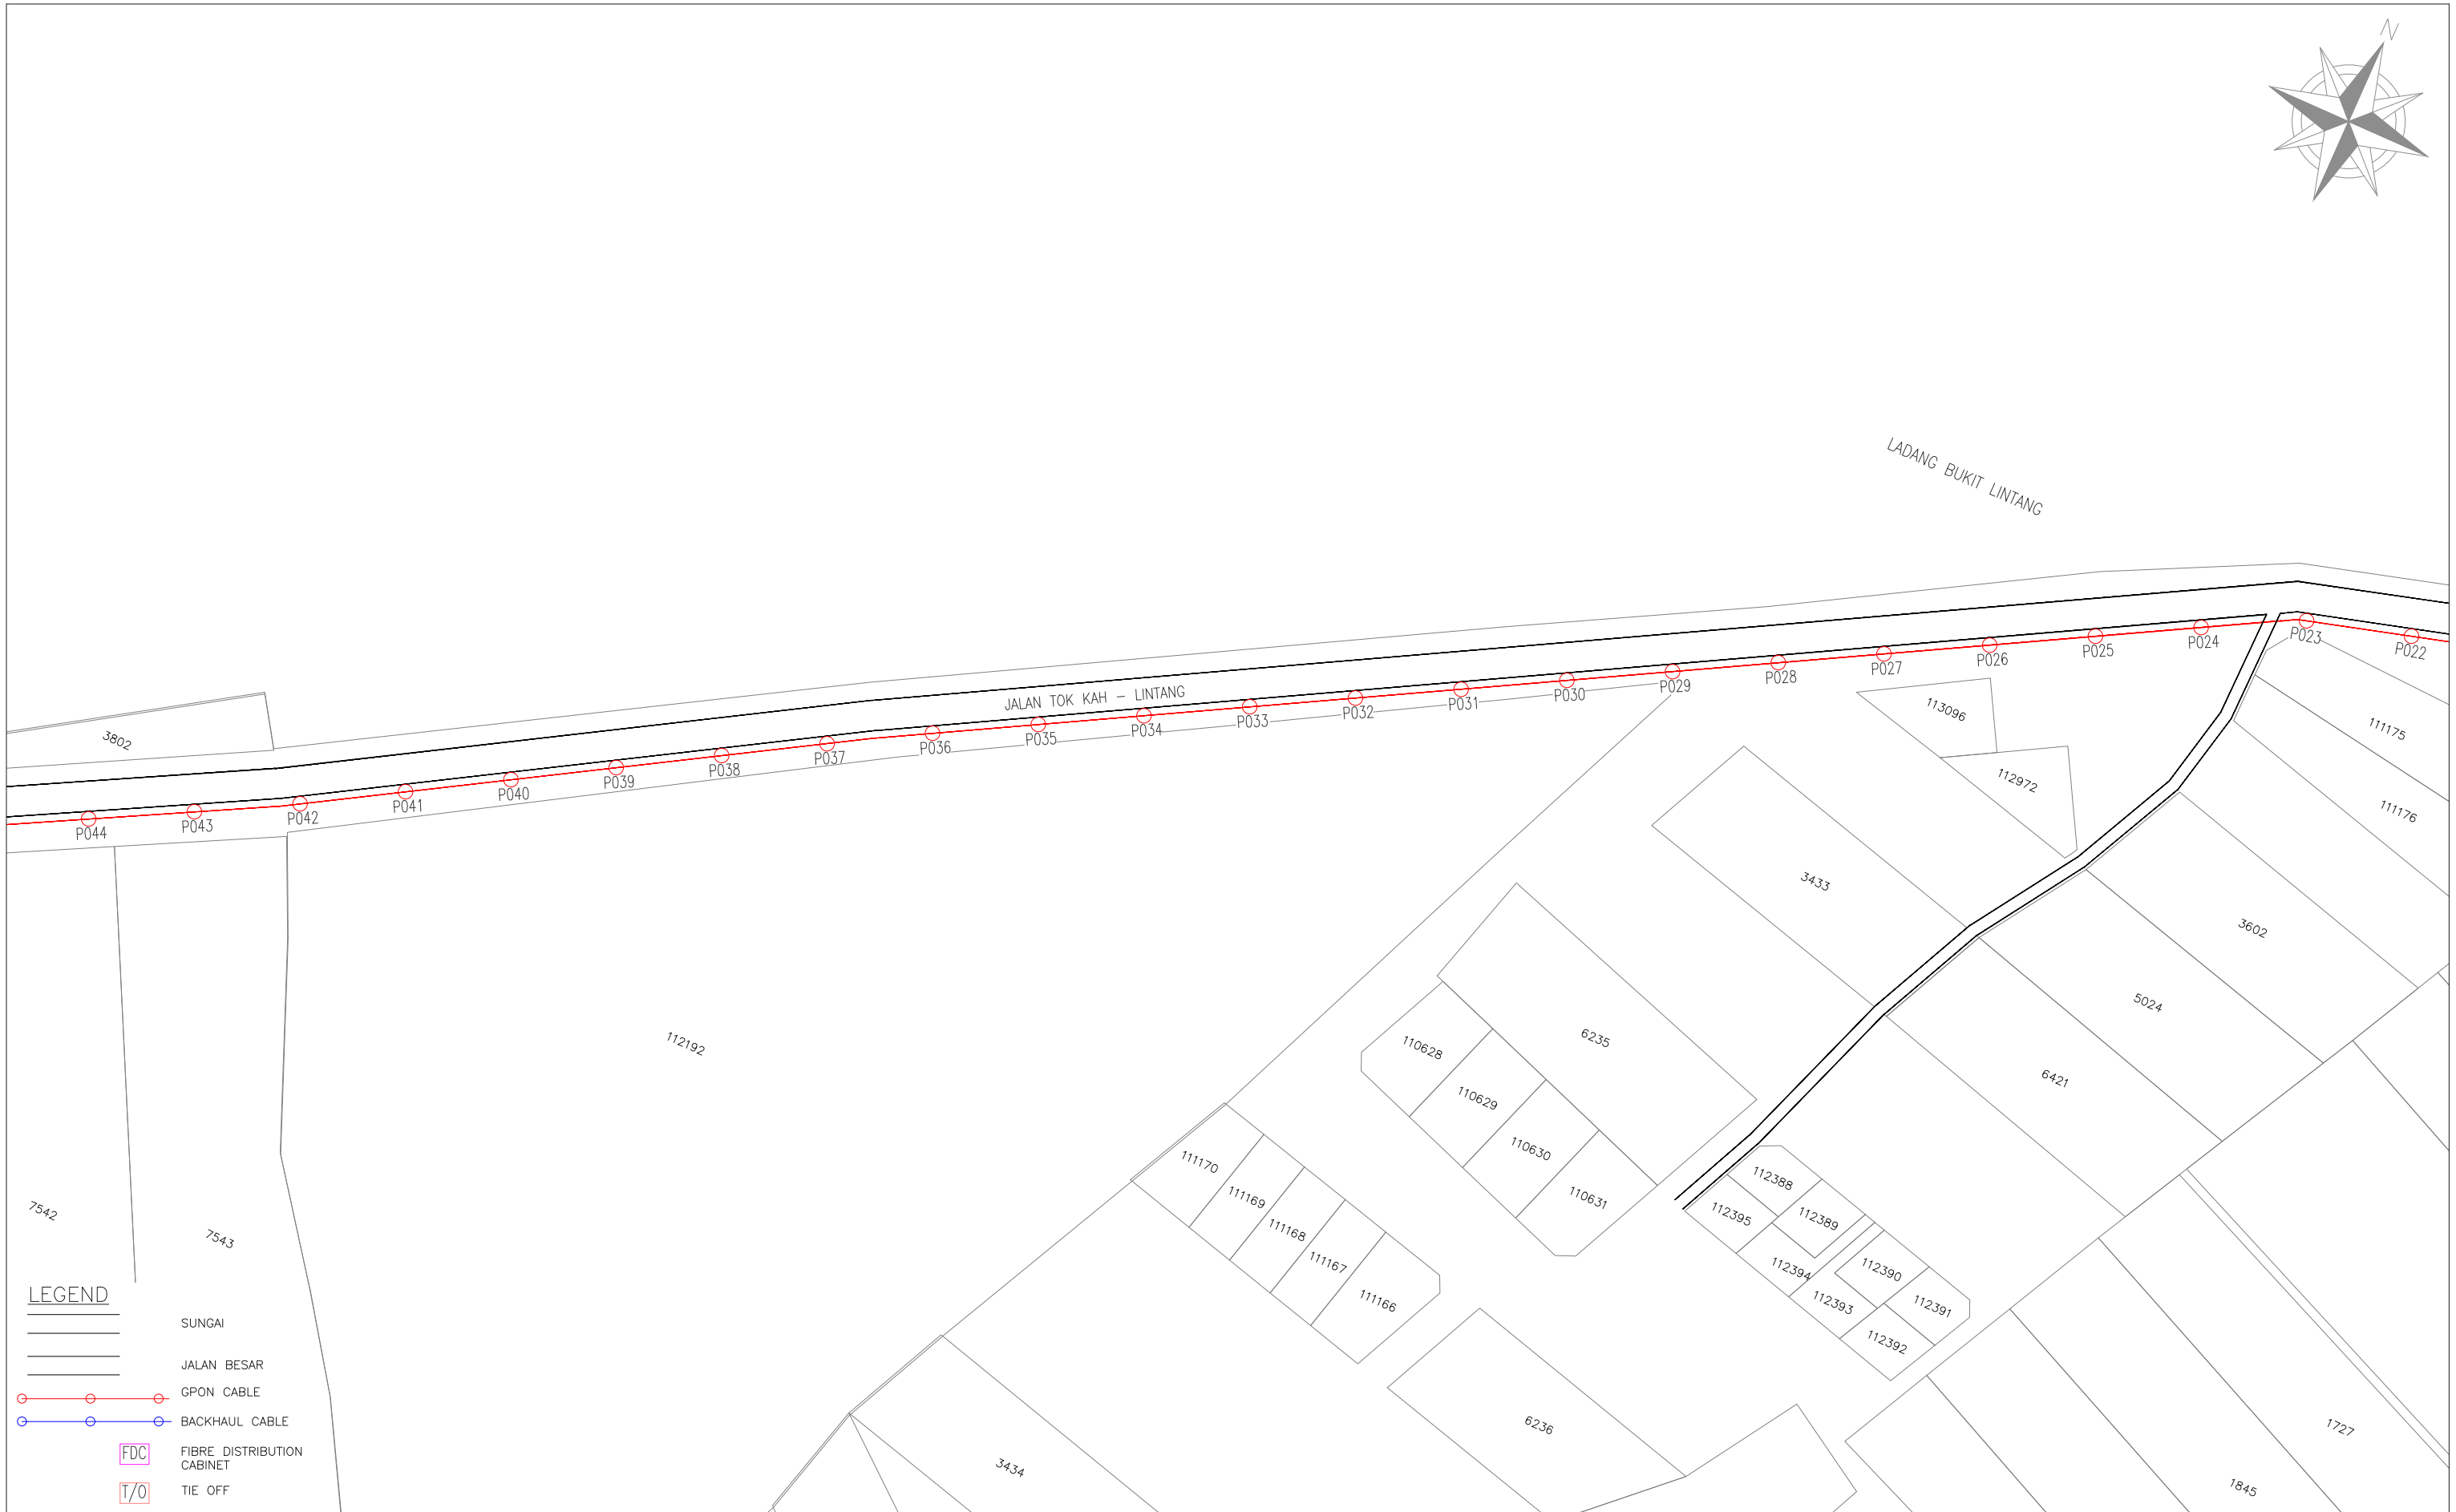 N
LADANG BUKIT LINTANG
P024
P023
P022
P025
P026
P027
P028
P029
P030
P031
P032
P033
P034
P035
P036
P037
P038
P039
P040
P041
P042
P043
P044
JALAN TOK KAH – LINTANG
3802
113096
112972
111175
111176
3433
3602
5024
6421
6235
112192
110628
110629
110630
110631
111170
111169
111168
111167
111166
112388
112389
112395
112394
112390
112393
112391
112392
7542
7543
6236
3434
1727
1845
LEGEND
SUNGAI
JALAN BESAR
GPON CABLE
BACKHAUL CABLE
FDC
FIBRE DISTRIBUTION
CABINET
T/O
TIE OFF